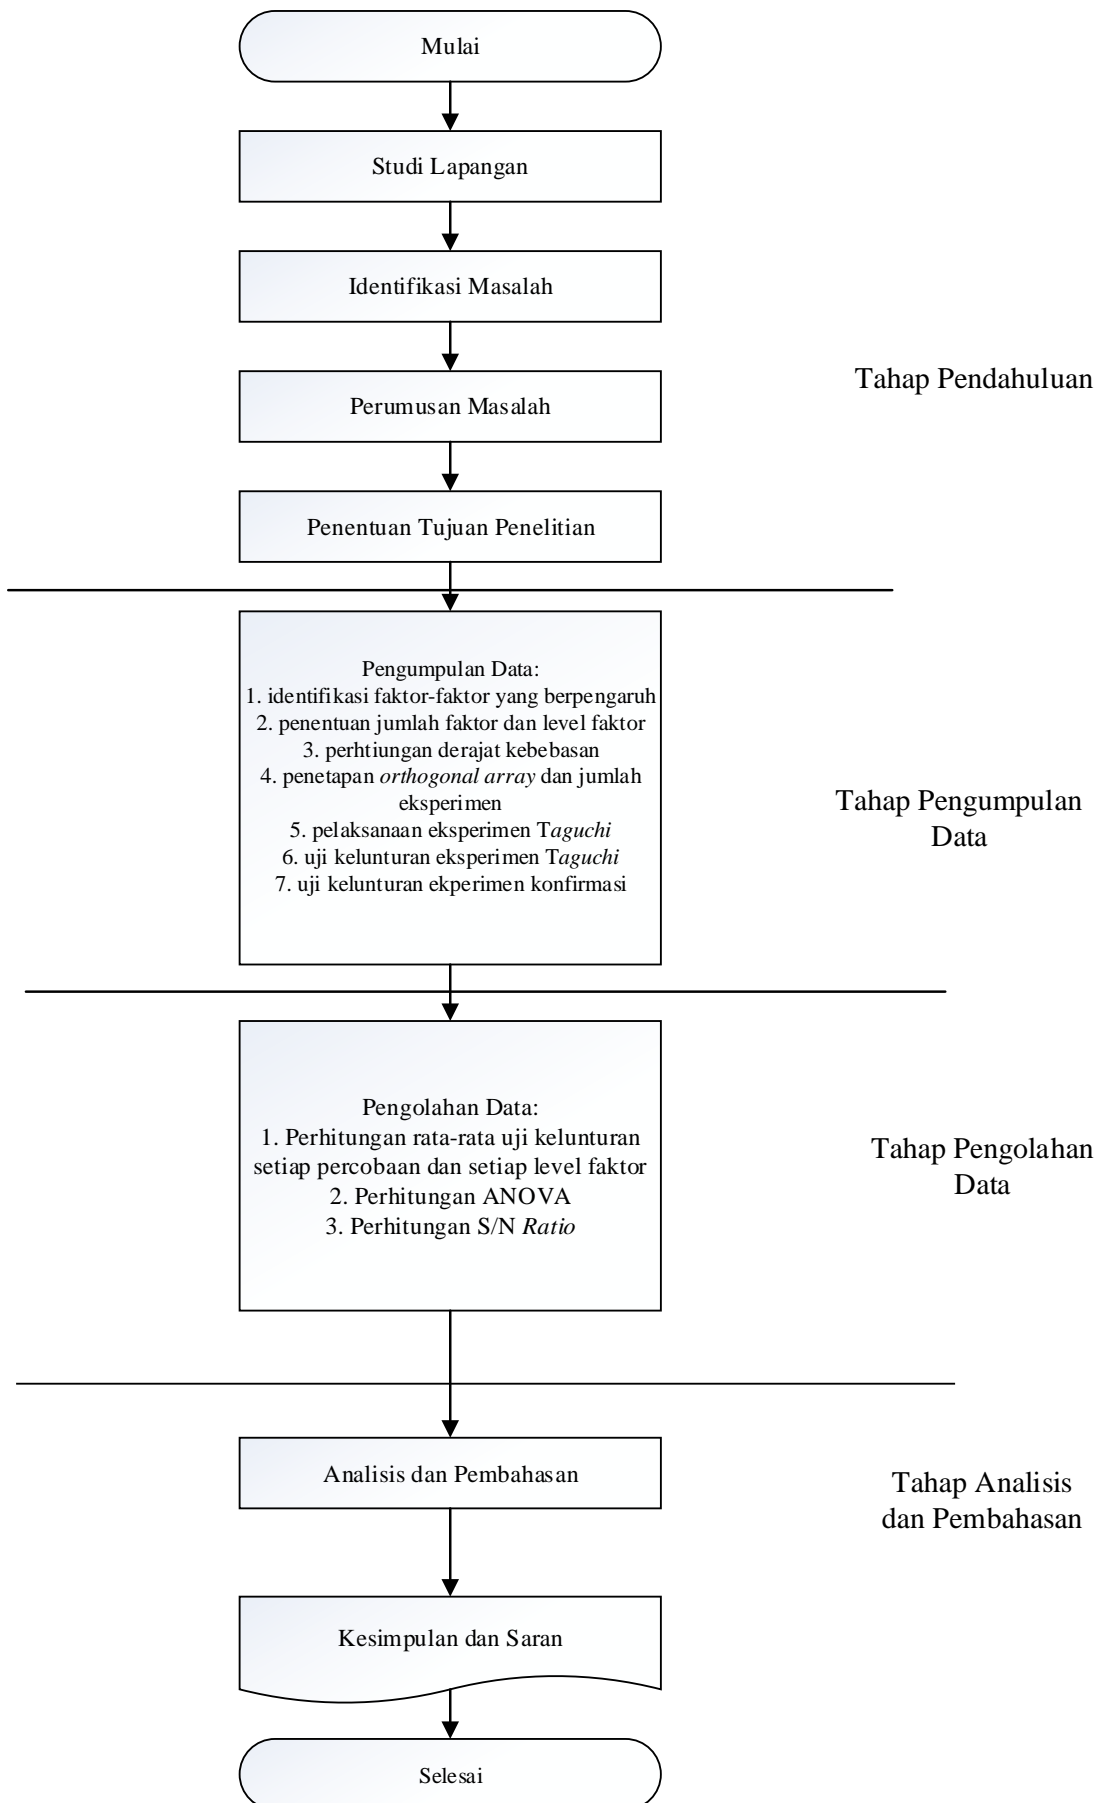 Mulai
Studi Lapangan
Identifikasi Masalah
Perumusan Masalah
Tahap Pendahuluan
Penentuan Tujuan Penelitian
Pengumpulan Data:
1. identifikasi faktor-faktor yang berpengaruh
2. penentuan jumlah faktor dan level faktor
3. perhtiungan derajat kebebasan
4. penetapan orthogonal array dan jumlah
eksperimen
5. pelaksanaan eksperimen Taguchi
6. uji kelunturan eksperimen Taguchi
7. uji kelunturan ekperimen konfirmasi
Tahap Pengumpulan
Data
Pengolahan Data:
1. Perhitungan rata-rata uji kelunturan
setiap percobaan dan setiap level faktor
2. Perhitungan ANOVA
3. Perhitungan S/N Ratio
Tahap Pengolahan
Data
Analisis dan Pembahasan
Tahap Analisis
dan Pembahasan
Kesimpulan dan Saran
Selesai